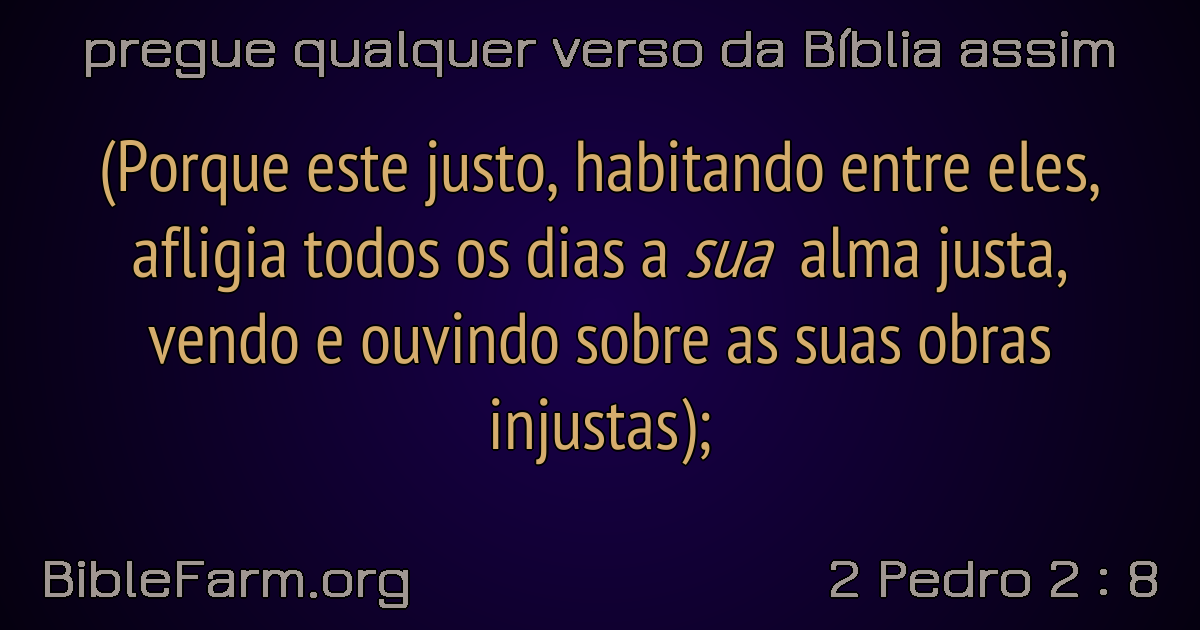 pregue qualquer verso da Bíblia assim
(Porque este justo, habitando entre eles,
afligia todos os dias a sua alma justa,
vendo e ouvindo sobre as suas obras
injustas);
BibleFarm.org
2 Pedro 2 : 8